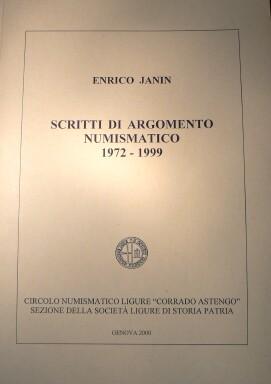 ENRICO JANIN
SCRITTI DI ARGOMENTO
NUMISMATICO
1972 - 1999
CIRCOLO NUMISMATICO LIGURE "CORRADO ASTENGO"
SEZIONE DELLA SOCIETÀ LIGURE DI STORIA PATRIA
GENOVA 2000